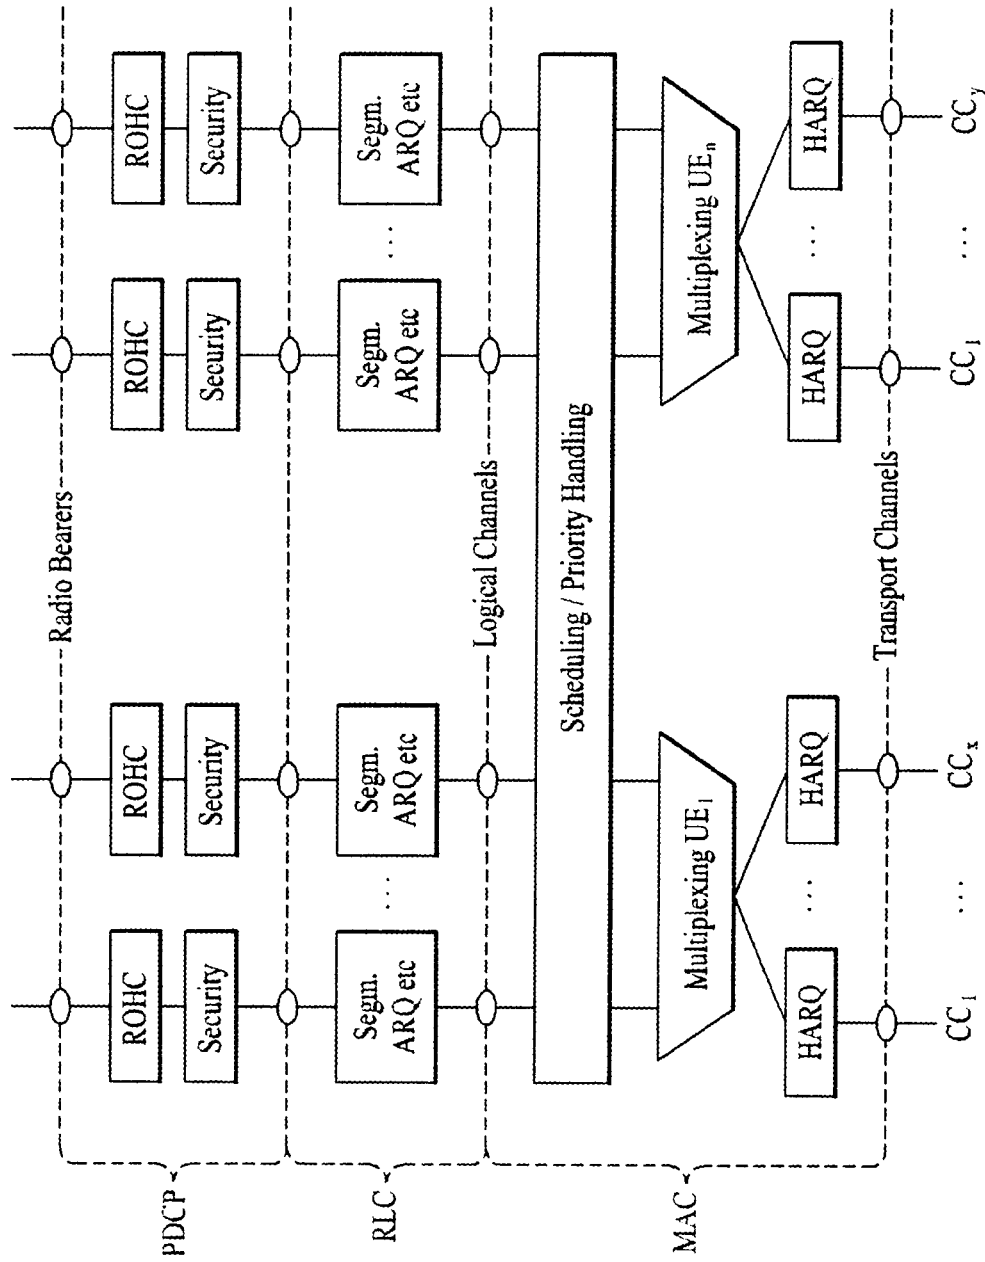 Radio Bearers
PDCP
ROHC
ROHC
ROHC
ROHC
Security
Security
Security
Security
RLC
Segm.
ARQ etc
...
Segm.
ARQ etc
Segm.
ARQ etc
...
Segm.
ARQ etc
Logical Channels
MAC
Scheduling / Priority Handling
Multiplexing UE₁
Multiplexing UEₙ
HARQ
...
HARQ
HARQ
...
HARQ
Transport Channels
CC₁
...
CCₓ
CC₁
...
CCy